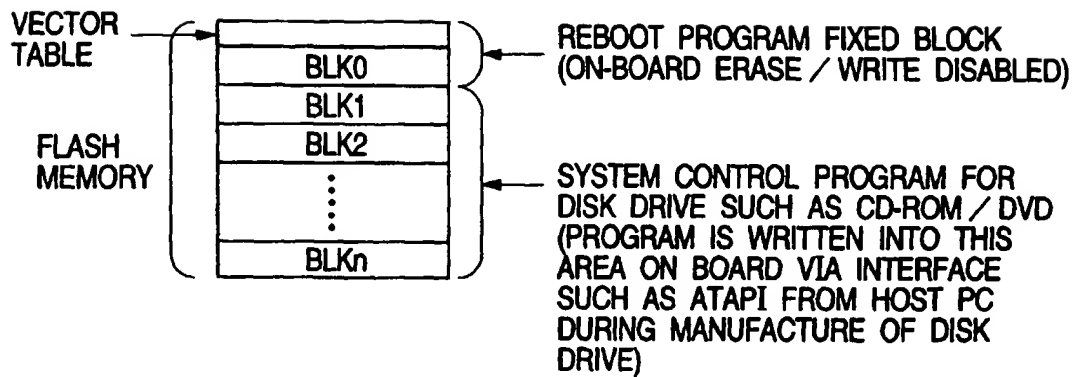 VECTOR
TABLE
FLASH
MEMORY
BLK0
BLK1
BLK2
BLKn
REBOOT PROGRAM FIXED BLOCK
(ON-BOARD ERASE / WRITE DISABLED)
SYSTEM CONTROL PROGRAM FOR
DISK DRIVE SUCH AS CD-ROM / DVD
(PROGRAM IS WRITTEN INTO THIS
AREA ON BOARD VIA INTERFACE
SUCH AS ATAPI FROM HOST PC
DURING MANUFACTURE OF DISK
DRIVE)